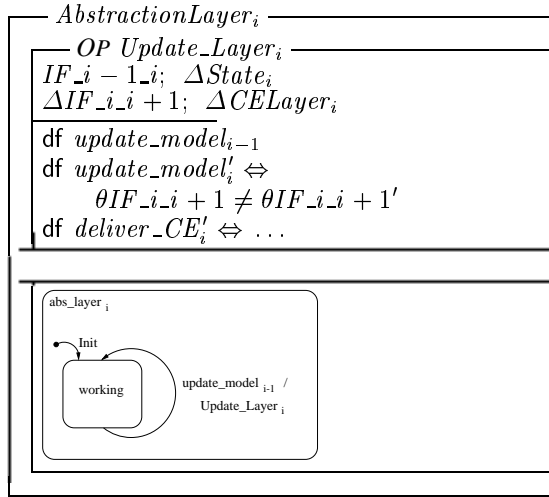 AbstractionLayer_i
OP Update_Layer_i
IF_i − 1_i; ΔState_i
ΔIF_i_i + 1; ΔCELayer_i
df update_model_{i−1}
df update_model'_i ⇔
θIF_i_i + 1 ≠ θIF_i_i + 1'
df deliver_CE'_i ⇔ ...
abs_layer_i
Init
working
update_model_{i-1} /
Update_Layer_i